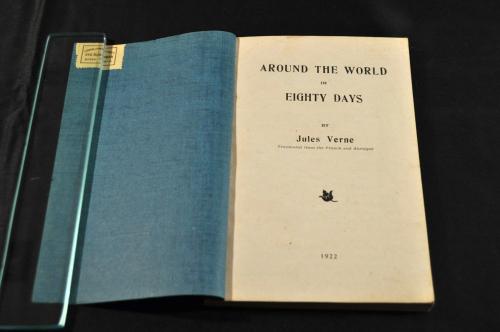 AROUND THE WORLD
IN
EIGHTY DAYS
BY
Jules Verne
Translated from the French and Abridged
1922